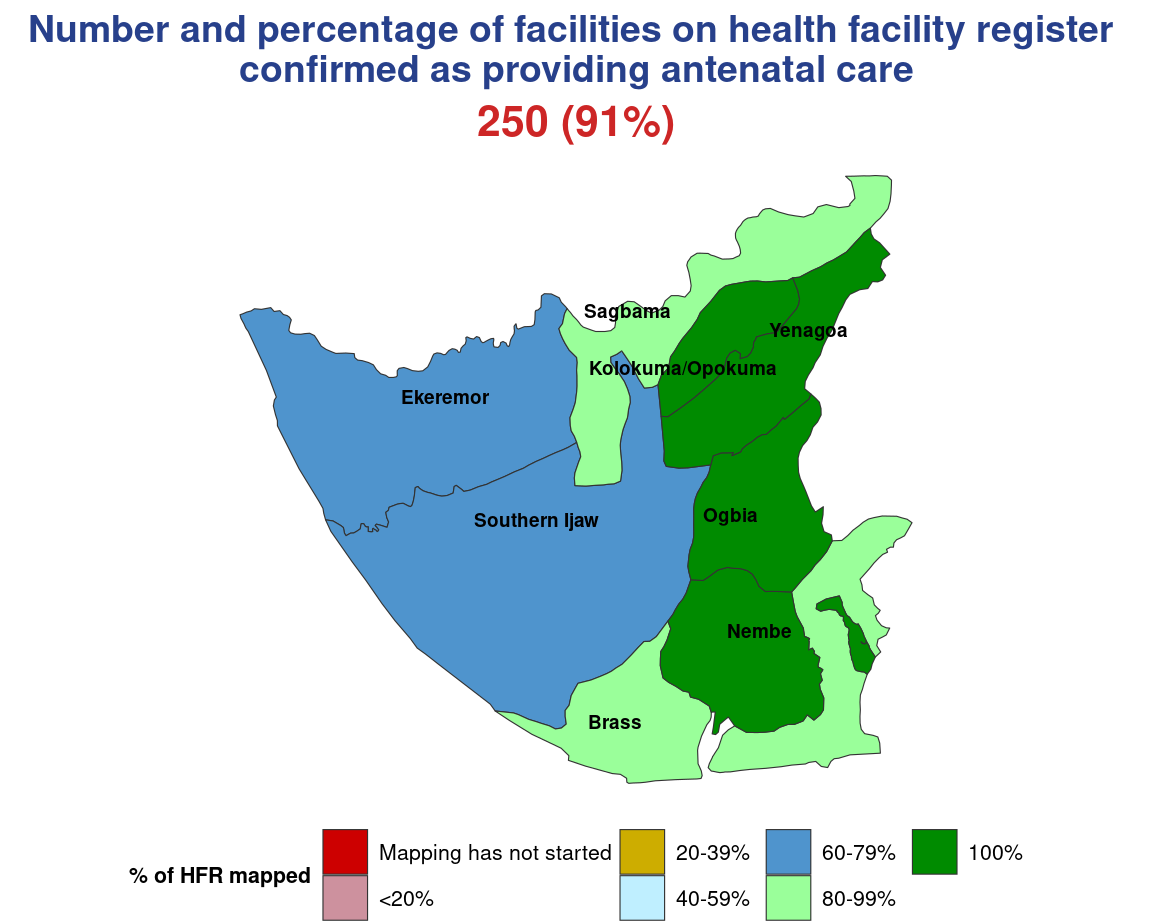 Number and percentage of facilities on health facility register
confirmed as providing antenatal care
250 (91%)
Sagbama
Yenagoa
Kolokuma/Opokuma
Ekeremor
Southern Ijaw
Ogbia
Nembe
Brass
% of HFR mapped
Mapping has not started
<20%
20-39%
40-59%
60-79%
80-99%
100%